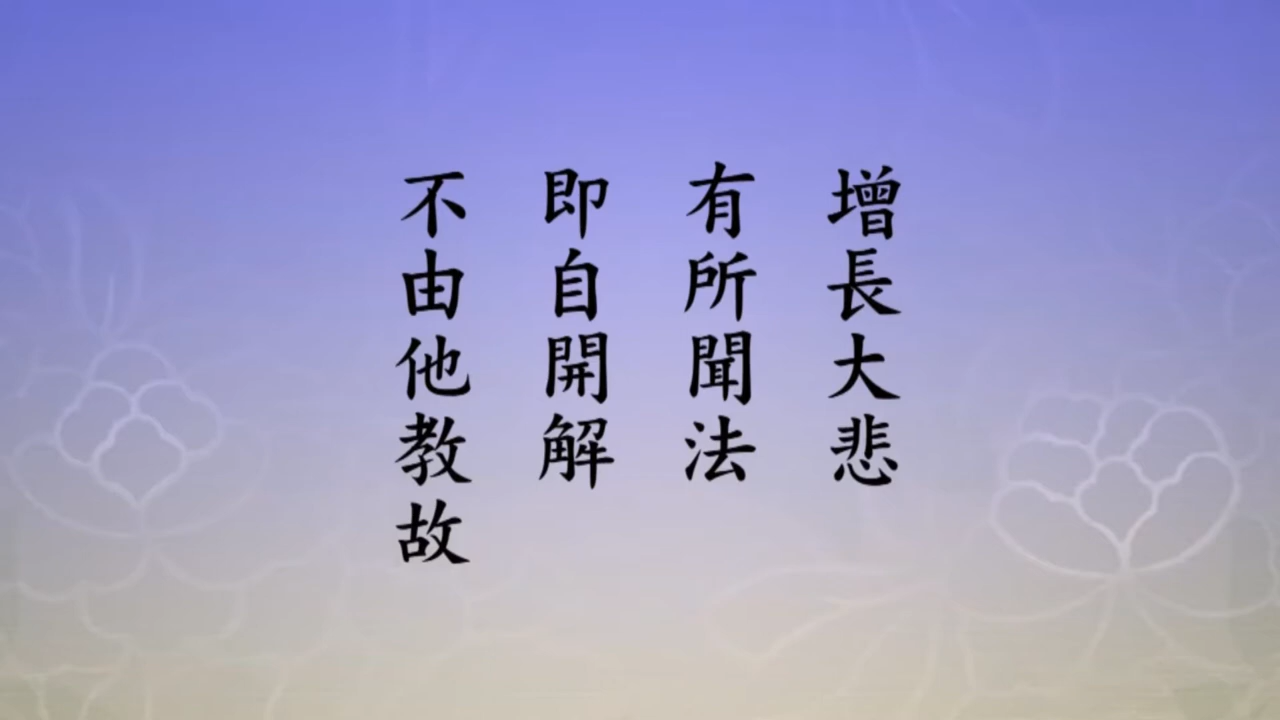 增長大悲
有所聞法
即自開解
不由他教故